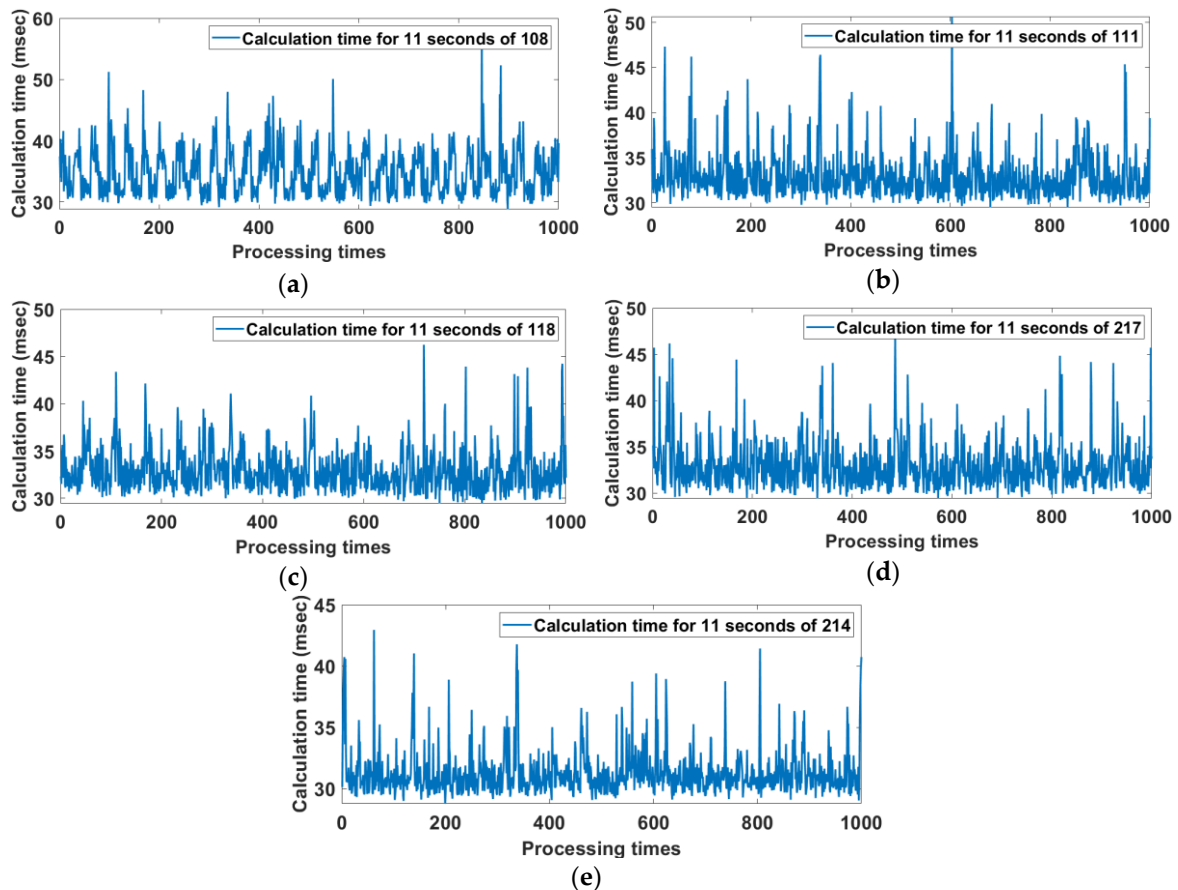 Calculation time (msec)
60
50
40
30
Calculation time for 11 seconds of 108
0 200 400 600 800 1000
Processing times
(a)
Calculation time (msec)
50
45
40
35
30
Calculation time for 11 seconds of 111
0 200 400 600 800 1000
Processing times
(b)
Calculation time (msec)
50
45
40
35
30
Calculation time for 11 seconds of 118
0 200 400 600 800 1000
Processing times
(c)
Calculation time (msec)
50
45
40
35
30
Calculation time for 11 seconds of 217
0 200 400 600 800 1000
Processing times
(d)
Calculation time (msec)
45
40
35
30
Calculation time for 11 seconds of 214
0 200 400 600 800 1000
Processing times
(e)